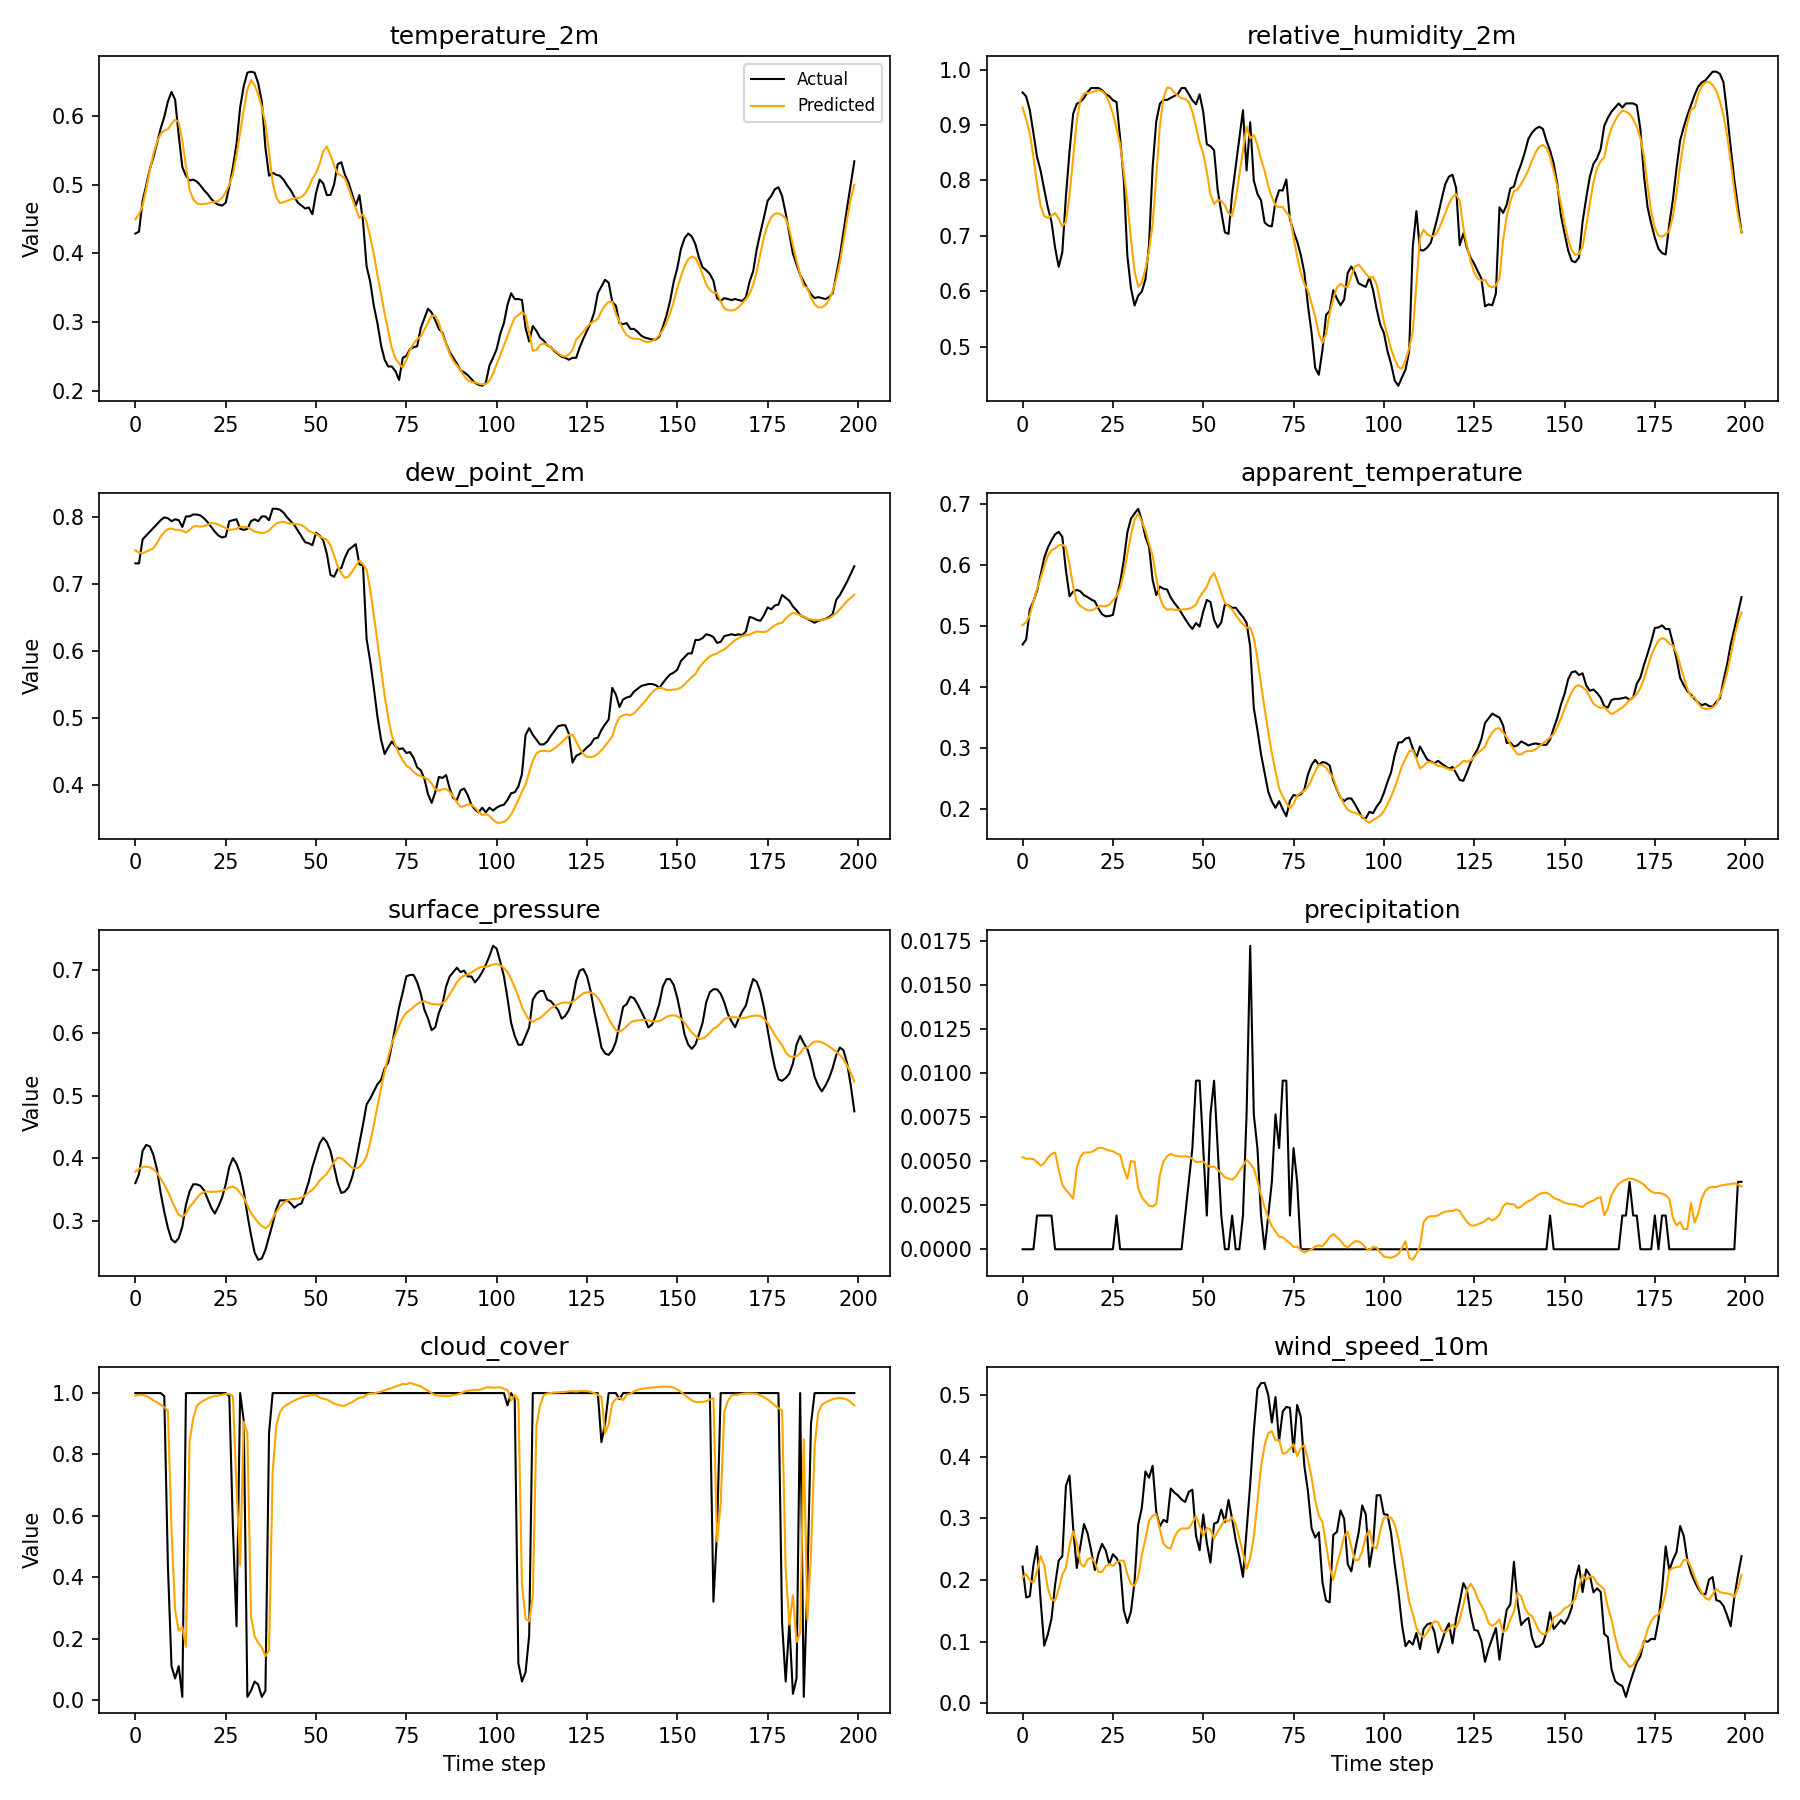 temperature_2m
Value
0.6
0.5
0.4
0.3
0.2
0 25 50 75 100 125 150 175 200
Actual
Predicted
relative_humidity_2m
1.0
0.9
0.8
0.7
0.6
0.5
0 25 50 75 100 125 150 175 200
dew_point_2m
Value
0.8
0.7
0.6
0.5
0.4
0 25 50 75 100 125 150 175 200
apparent_temperature
0.7
0.6
0.5
0.4
0.3
0.2
0 25 50 75 100 125 150 175 200
surface_pressure
Value
0.7
0.6
0.5
0.4
0.3
0 25 50 75 100 125 150 175 200
precipitation
0.0175
0.0150
0.0125
0.0100
0.0075
0.0050
0.0025
0.0000
0 25 50 75 100 125 150 175 200
cloud_cover
Value
1.0
0.8
0.6
0.4
0.2
0.0
0 25 50 75 100 125 150 175 200
Time step
wind_speed_10m
0.5
0.4
0.3
0.2
0.1
0.0
0 25 50 75 100 125 150 175 200
Time step